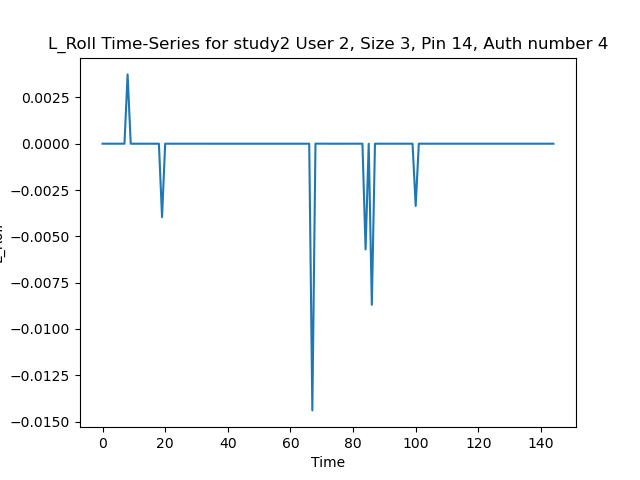 L_Roll Time-Series for study2 User 2, Size 3, Pin 14, Auth number 4
0.0025
0.0000
−0.0025
−0.0050
−0.0075
−0.0100
−0.0125
−0.0150
L_Roll
0 20 40 60 80 100 120 140
Time